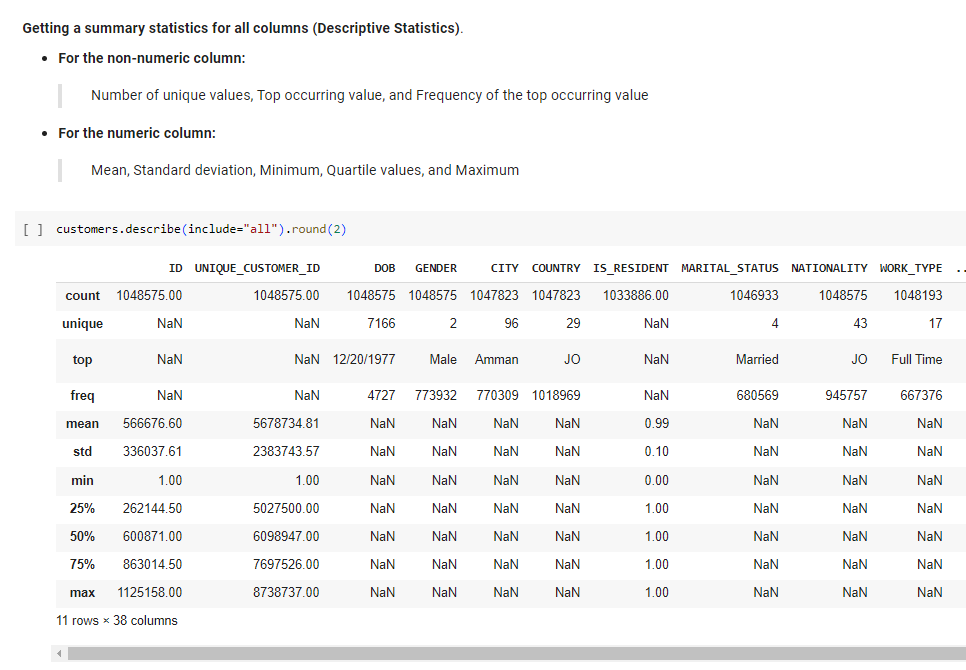 Getting a summary statistics for all columns (Descriptive Statistics).
• For the non-numeric column:
Number of unique values, Top occurring value, and Frequency of the top occurring value
• For the numeric column:
Mean, Standard deviation, Minimum, Quartile values, and Maximum
[ ] customers.describe(include="all").round(2)
ID UNIQUE_CUSTOMER_ID DOB GENDER CITY COUNTRY IS_RESIDENT MARITAL_STATUS NATIONALITY WORK_TYPE ..
count 1048575.00 1048575.00 1048575 1048575 1047823 1047823 1033886.00 1046933 1048575 1048193
unique NaN NaN 7166 2 96 29 NaN 4 43 17
top NaN NaN 12/20/1977 Male Amman JO NaN Married JO Full Time
freq NaN NaN 4727 773932 770309 1018969 NaN 680569 945757 667376
mean 566676.60 5678734.81 NaN NaN NaN NaN 0.99 NaN NaN NaN
std 336037.61 2383743.57 NaN NaN NaN NaN 0.10 NaN NaN NaN
min 1.00 1.00 NaN NaN NaN NaN 0.00 NaN NaN NaN
25% 262144.50 5027500.00 NaN NaN NaN NaN 1.00 NaN NaN NaN
50% 600871.00 6098947.00 NaN NaN NaN NaN 1.00 NaN NaN NaN
75% 863014.50 7697526.00 NaN NaN NaN NaN 1.00 NaN NaN NaN
max 1125158.00 8738737.00 NaN NaN NaN NaN 1.00 NaN NaN NaN
11 rows × 38 columns